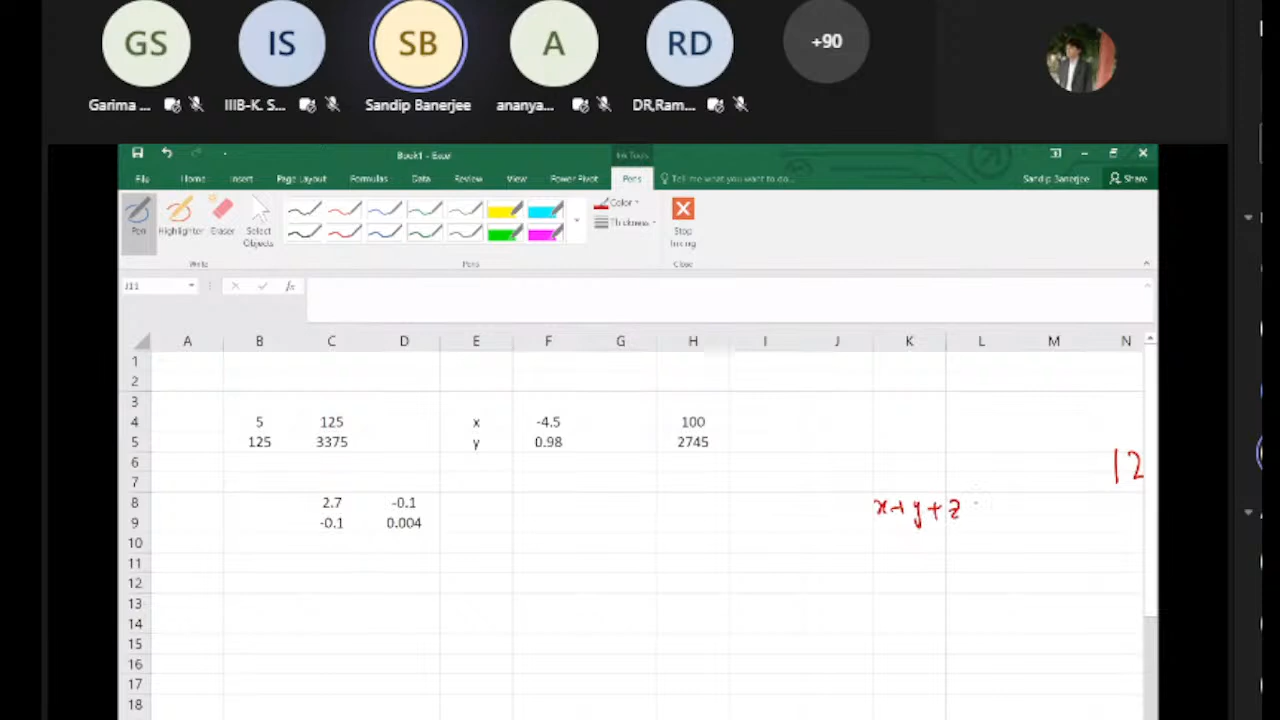 GS IS SB A RD +90
Garima ... IIIB-K. S... Sandip Banerjee ananya... DR,Ram...
Book1 - Excel Ink Tools
File Home Insert Page Layout Formulas Data Review View Power Pivot Pens Tell me what you want to do... Sandip Banerjee Share
Pen Highlighter Eraser Select Objects Color Thickness Stop Inking
Write Pens Close
J11 fx
A B C D E F G H I J K L M N
1
2
3
4 5 125 x -4.5 100
5 125 3375 y 0.98 2745
6 12
7
8 2.7 -0.1 x+y+z
9 -0.1 0.004
10
11
12
13
14
15
16
17
18